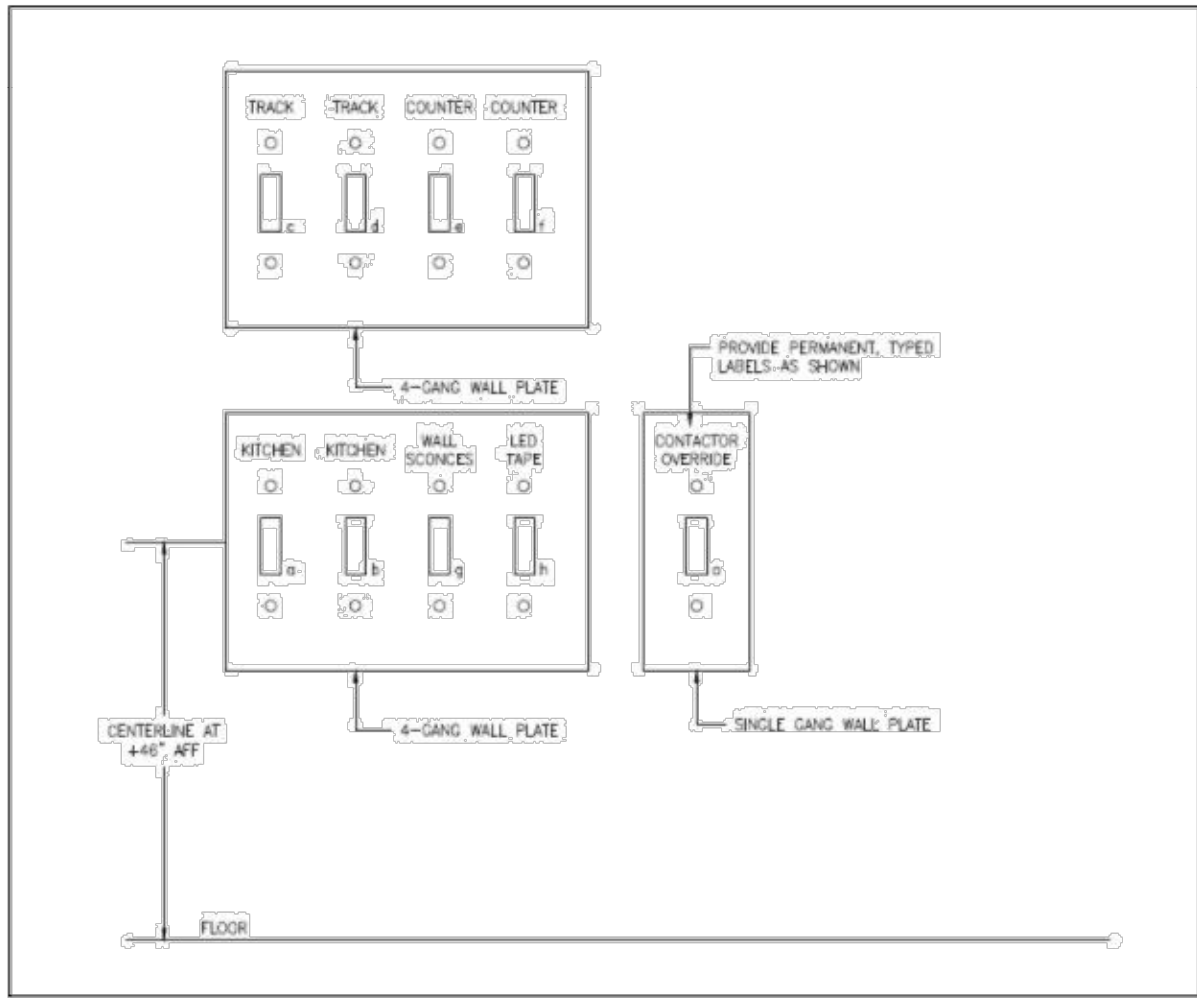 TRACK TRACK COUNTER COUNTER
c d e f
PROVIDE PERMANENT, TYPED
LABELS AS SHOWN
4-GANG WALL PLATE
KITCHEN KITCHEN WALL SCONCES LED TAPE
CONTACTOR
OVERRIDE
a b g h
a
CENTERLINE AT
+46" AFF
4-GANG WALL PLATE
SINGLE GANG WALL PLATE
FLOOR